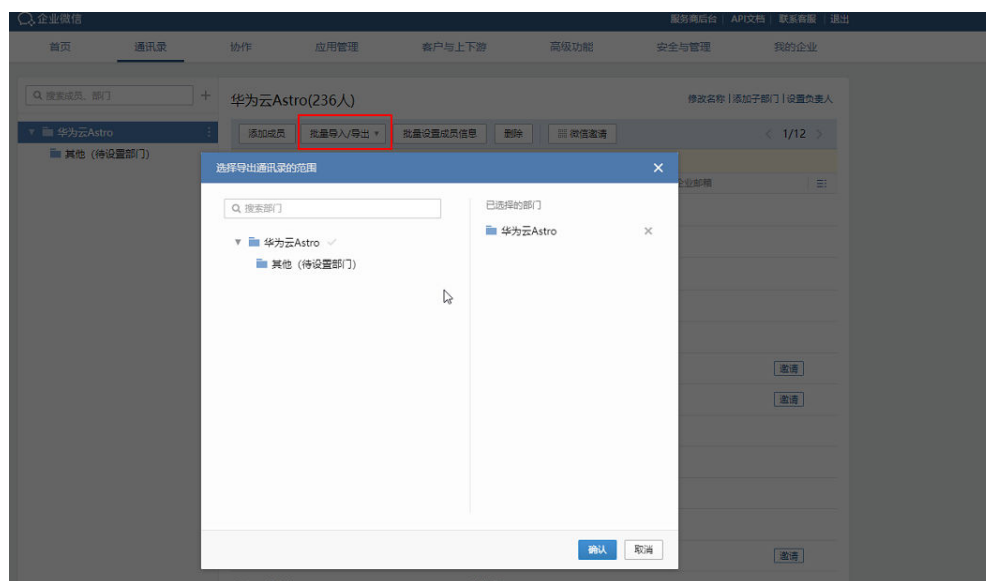 企业微信
服务商后台 | API文档 | 联系客服 | 退出
首页 通讯录 协作 应用管理 客户与上下游 高级功能 安全与管理 我的企业
搜索成员、部门
华为云Astro(236人)
修改名称 | 添加子部门 | 设置负责人
华为云Astro
添加成员 批量导入/导出 批量设置成员信息 删除 微信邀请 1/12
其他（待设置部门）
选择导出通讯录的范围
企业邮箱
搜索部门
已选择的部门
华为云Astro
华为云Astro
其他（待设置部门）
邀请
邀请
确认 取消
邀请